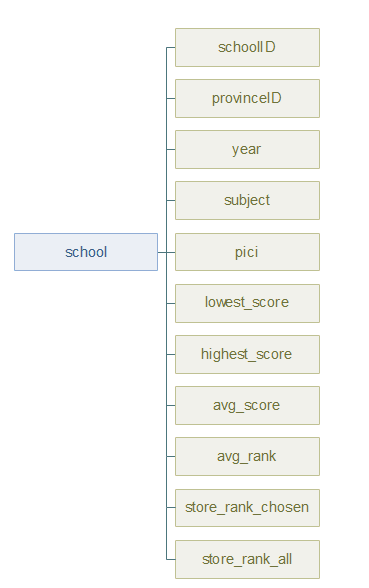 schoolID
provinceID
year
subject
school
pici
lowest_score
highest_score
avg_score
avg_rank
store_rank_chosen
store_rank_all